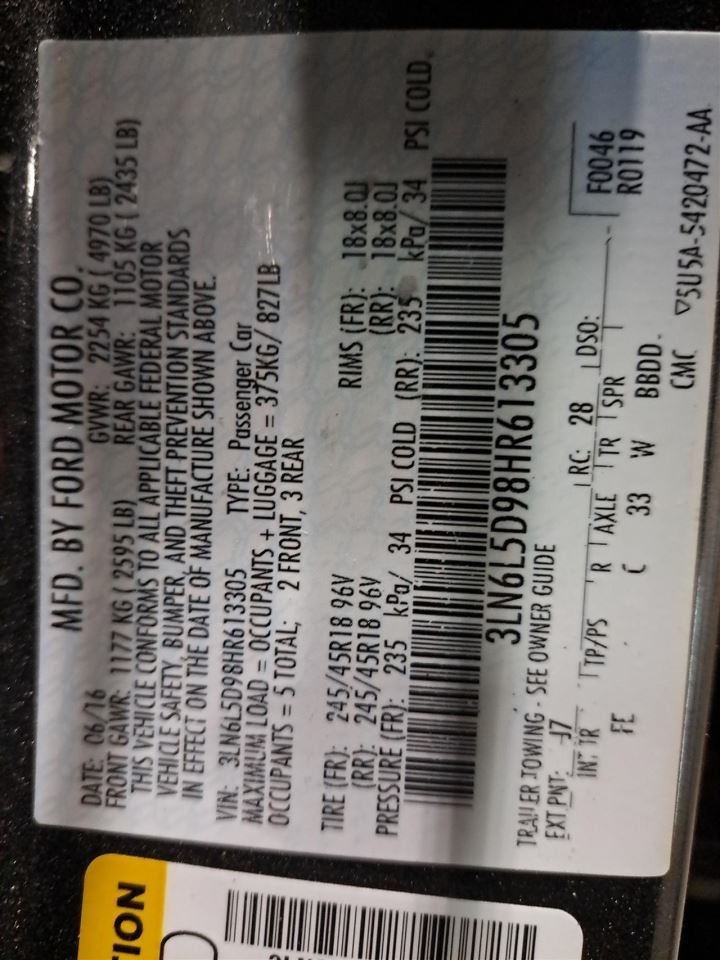 MFD. BY FORD MOTOR CO.
DATE: 06/16 GVWR: 2254 KG ( 4970 LB)
FRONT GAWR: 1177 KG ( 2595 LB) REAR GAWR: 1105 KG ( 2435 LB)
THIS VEHICLE CONFORMS TO ALL APPLICABLE FEDERAL MOTOR
VEHICLE SAFETY, BUMPER, AND THEFT PREVENTION STANDARDS
IN EFFECT ON THE DATE OF MANUFACTURE SHOWN ABOVE.
VIN: 3LN6L5D98HR613305 TYPE: Passenger Car
MAXIMUM LOAD = OCCUPANTS + LUGGAGE = 375KG/ 827LB
OCCUPANTS = 5 TOTAL; 2 FRONT, 3 REAR
TIRE (FR): 245/45R18 96V RIMS (FR): 18x8.0J
(RR): 245/45R18 96V (RR): 18x8.0J
PRESSURE (FR): 235 kPa/ 34 PSI COLD (RR): 235 kPa/ 34 PSI COLD
3LN6L5D98HR613305
TRAILER TOWING - SEE OWNER GUIDE
EXT PNT: J7 RC: 28 DSO: F0046
INT TR TP/PS R AXLE TR SPR R0119
FE C 33 W BBDD.
CMC ▽5U5A-5420472-AA
TION